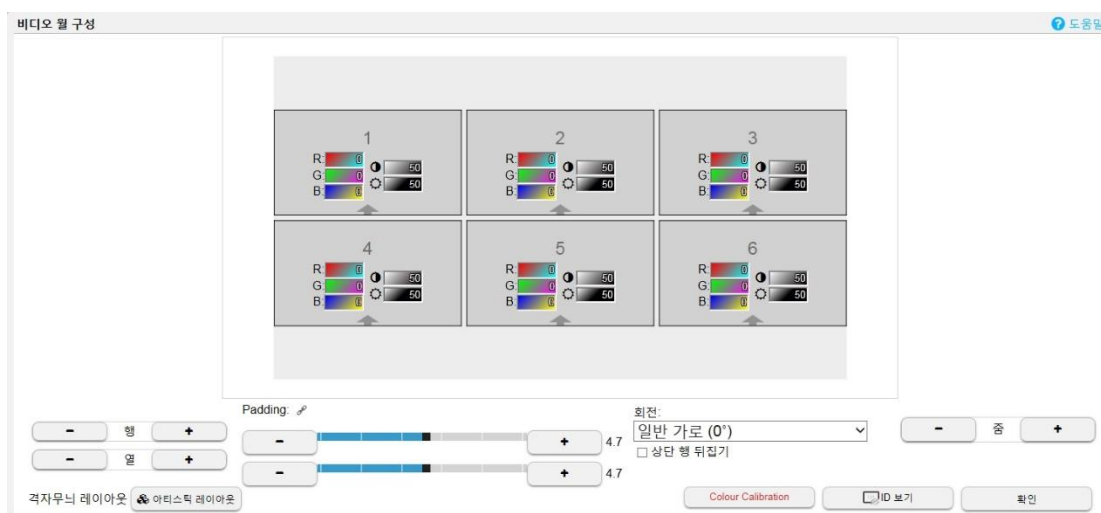 비디오 월 구성
도움말
1 2 3
R: 0 50 R: 0 50 R: 0 50
G: 0 50 G: 0 50 G: 0 50
B: 0 B: 0 B: 0
4 5 6
R: 0 50 R: 0 50 R: 0 50
G: 0 50 G: 0 50 G: 0 50
B: 0 B: 0 B: 0
Padding:
회전:
- 행 +
- + 4.7
일반 가로 (0°)
- 줌 +
상단 행 뒤집기
- 열 +
- + 4.7
격자무늬 레이아웃 아티스틱 레이아웃
Colour Calibration
ID 보기
확인